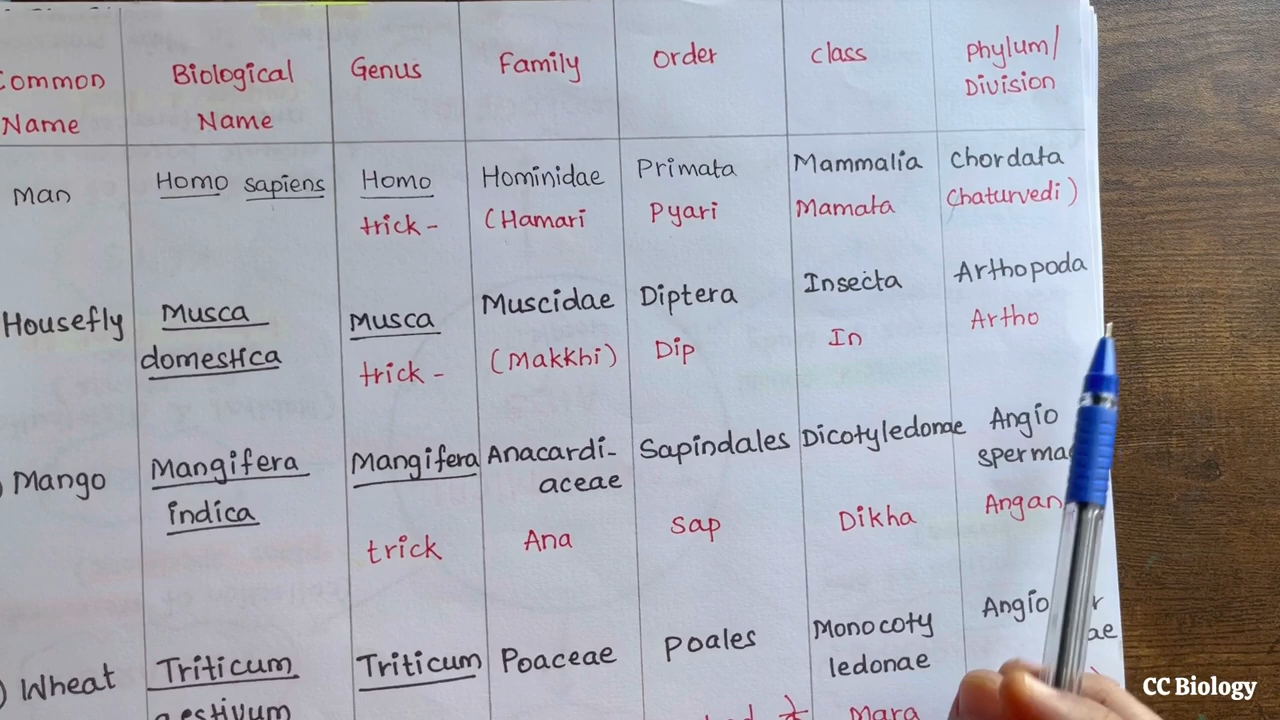 Common Name
Biological Name
Genus
Family
Order
Class
Phylum/ Division
Man
Homo sapiens
Homo
Hominidae
Primata
Mammalia
Chordata
trick -
(Hamari
Pyari
Mamata
Chaturvedi)
Housefly
Musca domestica
Musca
Muscidae
Diptera
Insecta
Arthopoda
trick -
(Makkhi)
Dip
In
Artho
Mango
Mangifera indica
Mangifera
Anacardi-
aceae
Sapindales
Dicotyledonae
Angio
trick
Ana
Sap
Dikha
Angan
Wheat
Triticum aestivum
Triticum
Poaceae
Poales
Monocoty
ledonae
Angio
Mara
CC Biology